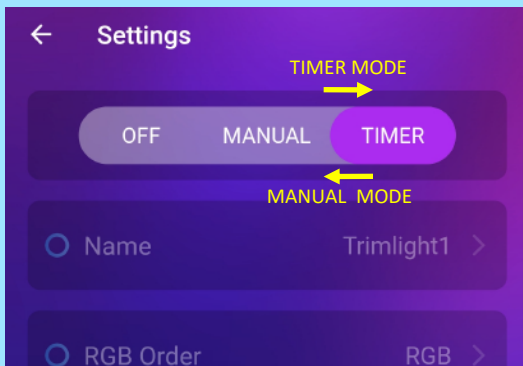 Settings
TIMER MODE
OFF MANUAL TIMER
MANUAL MODE
Name Trimlight1
RGB Order RGB